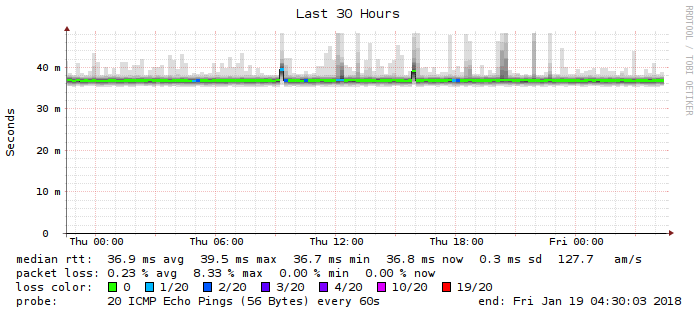 Last 30 Hours
RRDTOOL / TOBI OETIKER
Seconds
40 m
30 m
20 m
10 m
0
Thu 00:00 Thu 06:00 Thu 12:00 Thu 18:00 Fri 00:00
median rtt: 36.9 ms avg 39.5 ms max 36.7 ms min 36.8 ms now 0.3 ms sd 127.7 am/s
packet loss: 0.23 % avg 8.33 % max 0.00 % min 0.00 % now
loss color: 0 1/20 2/20 3/20 4/20 10/20 19/20
probe: 20 ICMP Echo Pings (56 Bytes) every 60s end: Fri Jan 19 04:30:03 2018